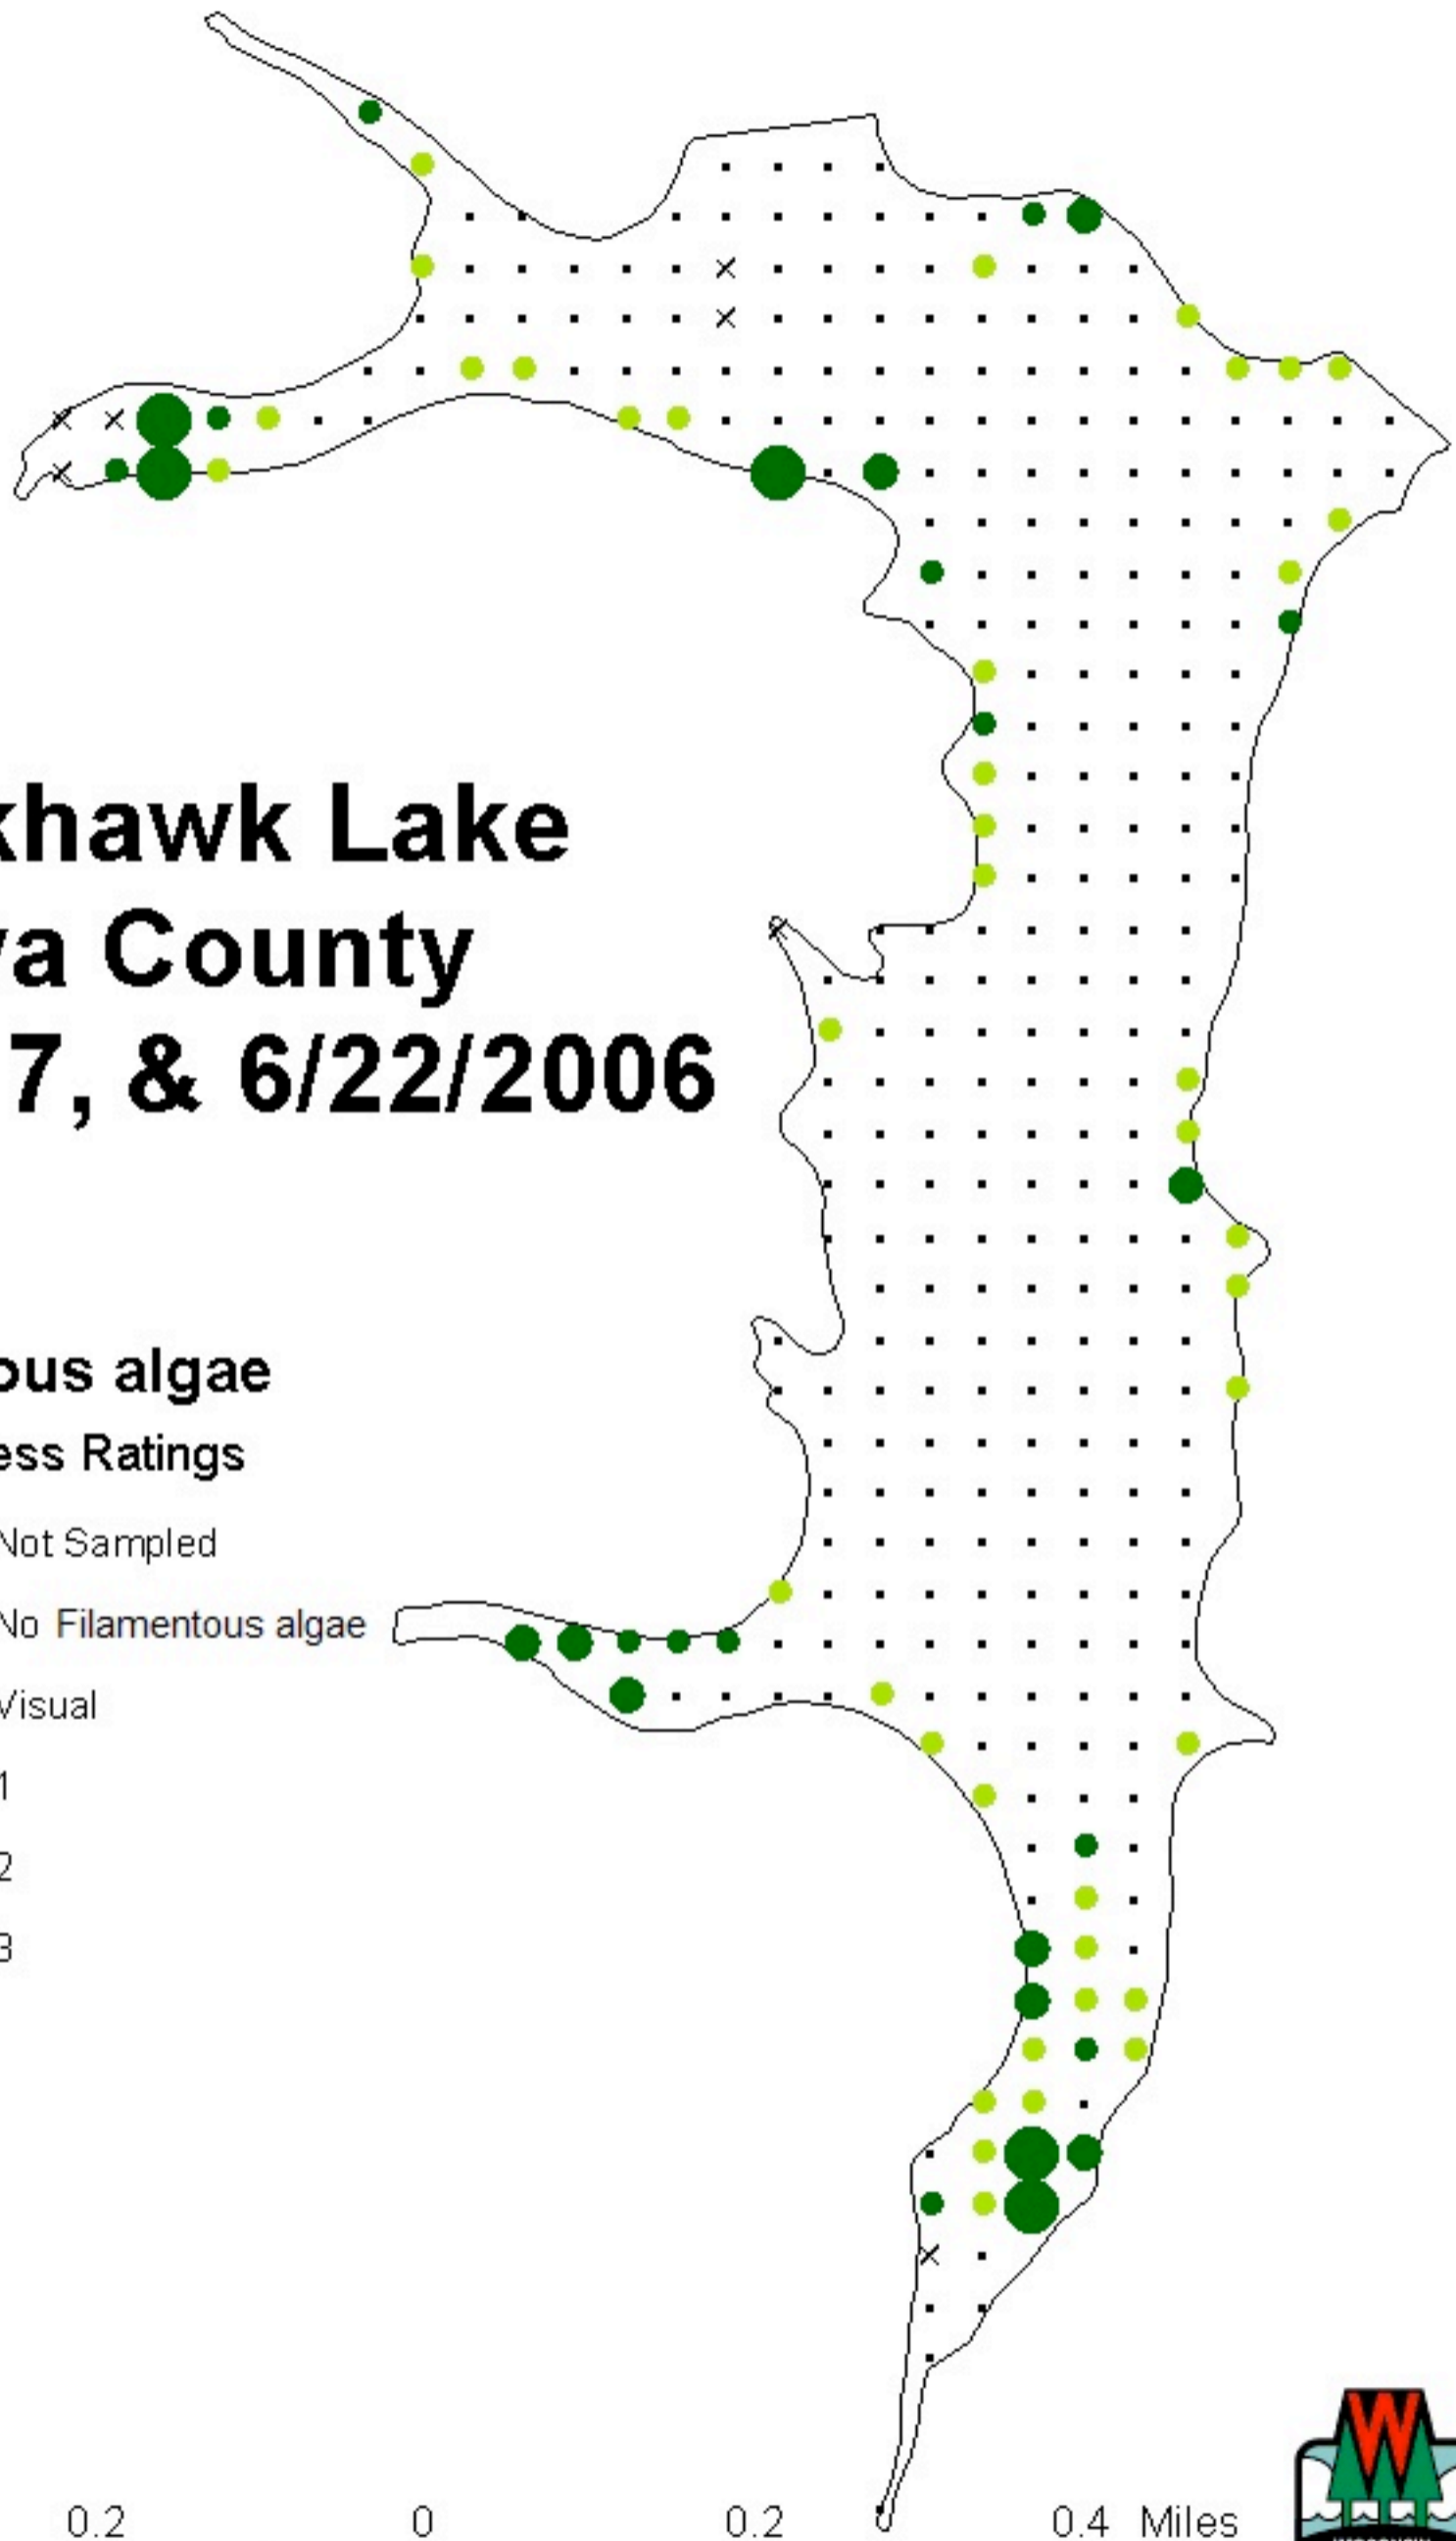 khawk Lake
va County
7, & 6/22/2006
ous algae
ess Ratings
Not Sampled
No Filamentous algae
Visual
1
2
3
0.2 0 0.2 0.4 Miles
W